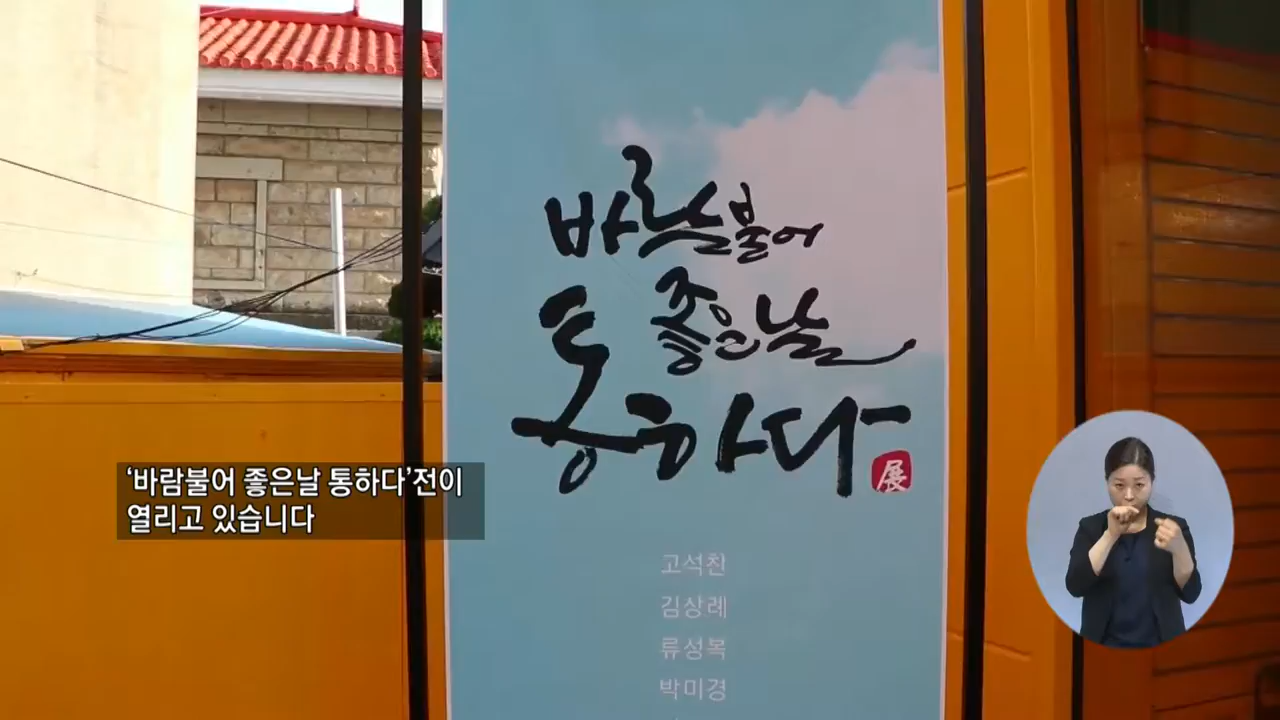 바람불어
좋은날
통하다
展
고석찬
김상례
류성복
박미경
‘바람불어 좋은날 통하다’전이
열리고 있습니다